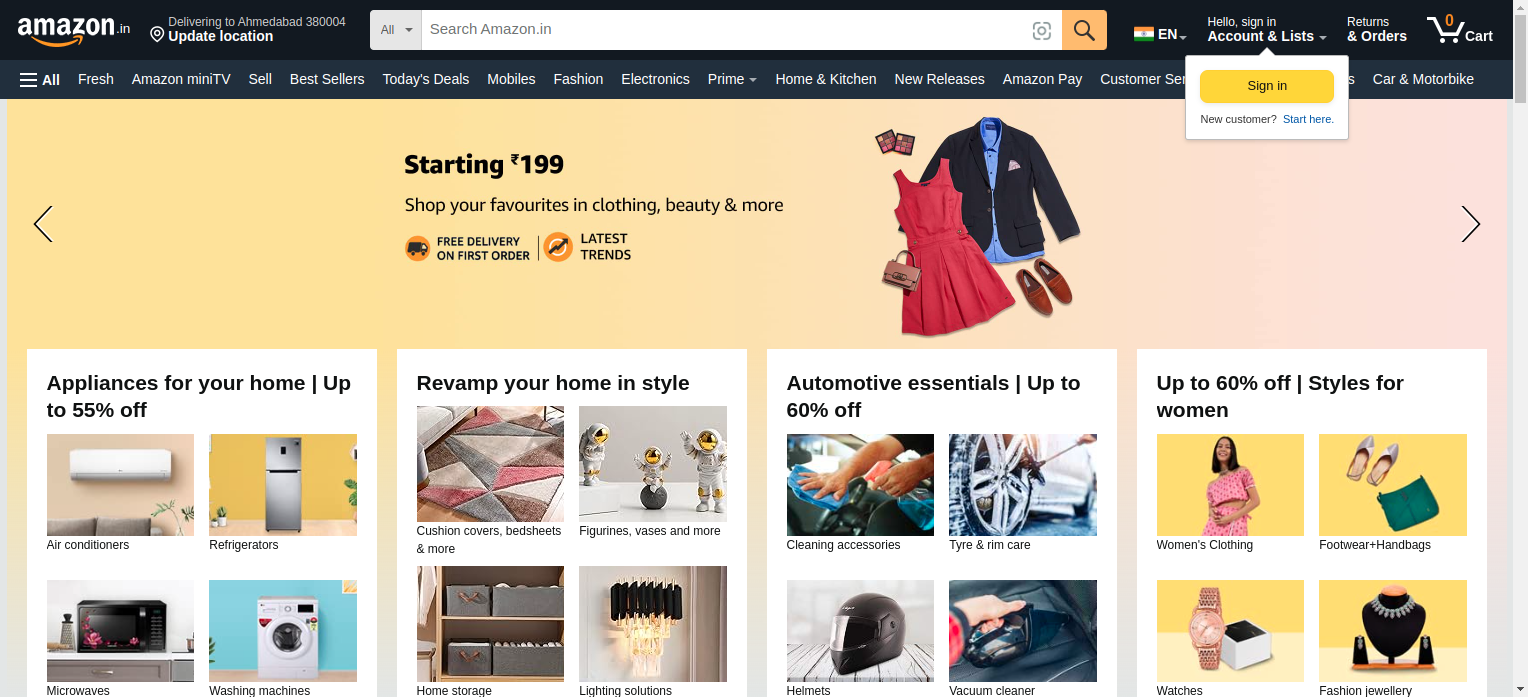 amazon.in
Delivering to Ahmedabad 380004
Update location
All
Search Amazon.in
EN
Hello, sign in
Account & Lists
Returns
& Orders
0
Cart
All Fresh Amazon miniTV Sell Best Sellers Today's Deals Mobiles Fashion Electronics Prime Home & Kitchen New Releases Amazon Pay Customer Ser s Car & Motorbike
Sign in
New customer? Start here.
Starting ₹199
Shop your favourites in clothing, beauty & more
FREE DELIVERY
ON FIRST ORDER
LATEST
TRENDS
Appliances for your home | Up
to 55% off
Air conditioners
Refrigerators
Microwaves
Washing machines
Revamp your home in style
Cushion covers, bedsheets
& more
Figurines, vases and more
Home storage
Lighting solutions
Automotive essentials | Up to
60% off
Cleaning accessories
Tyre & rim care
Helmets
Vacuum cleaner
Up to 60% off | Styles for
women
Women's Clothing
Footwear+Handbags
Watches
Fashion jewellery